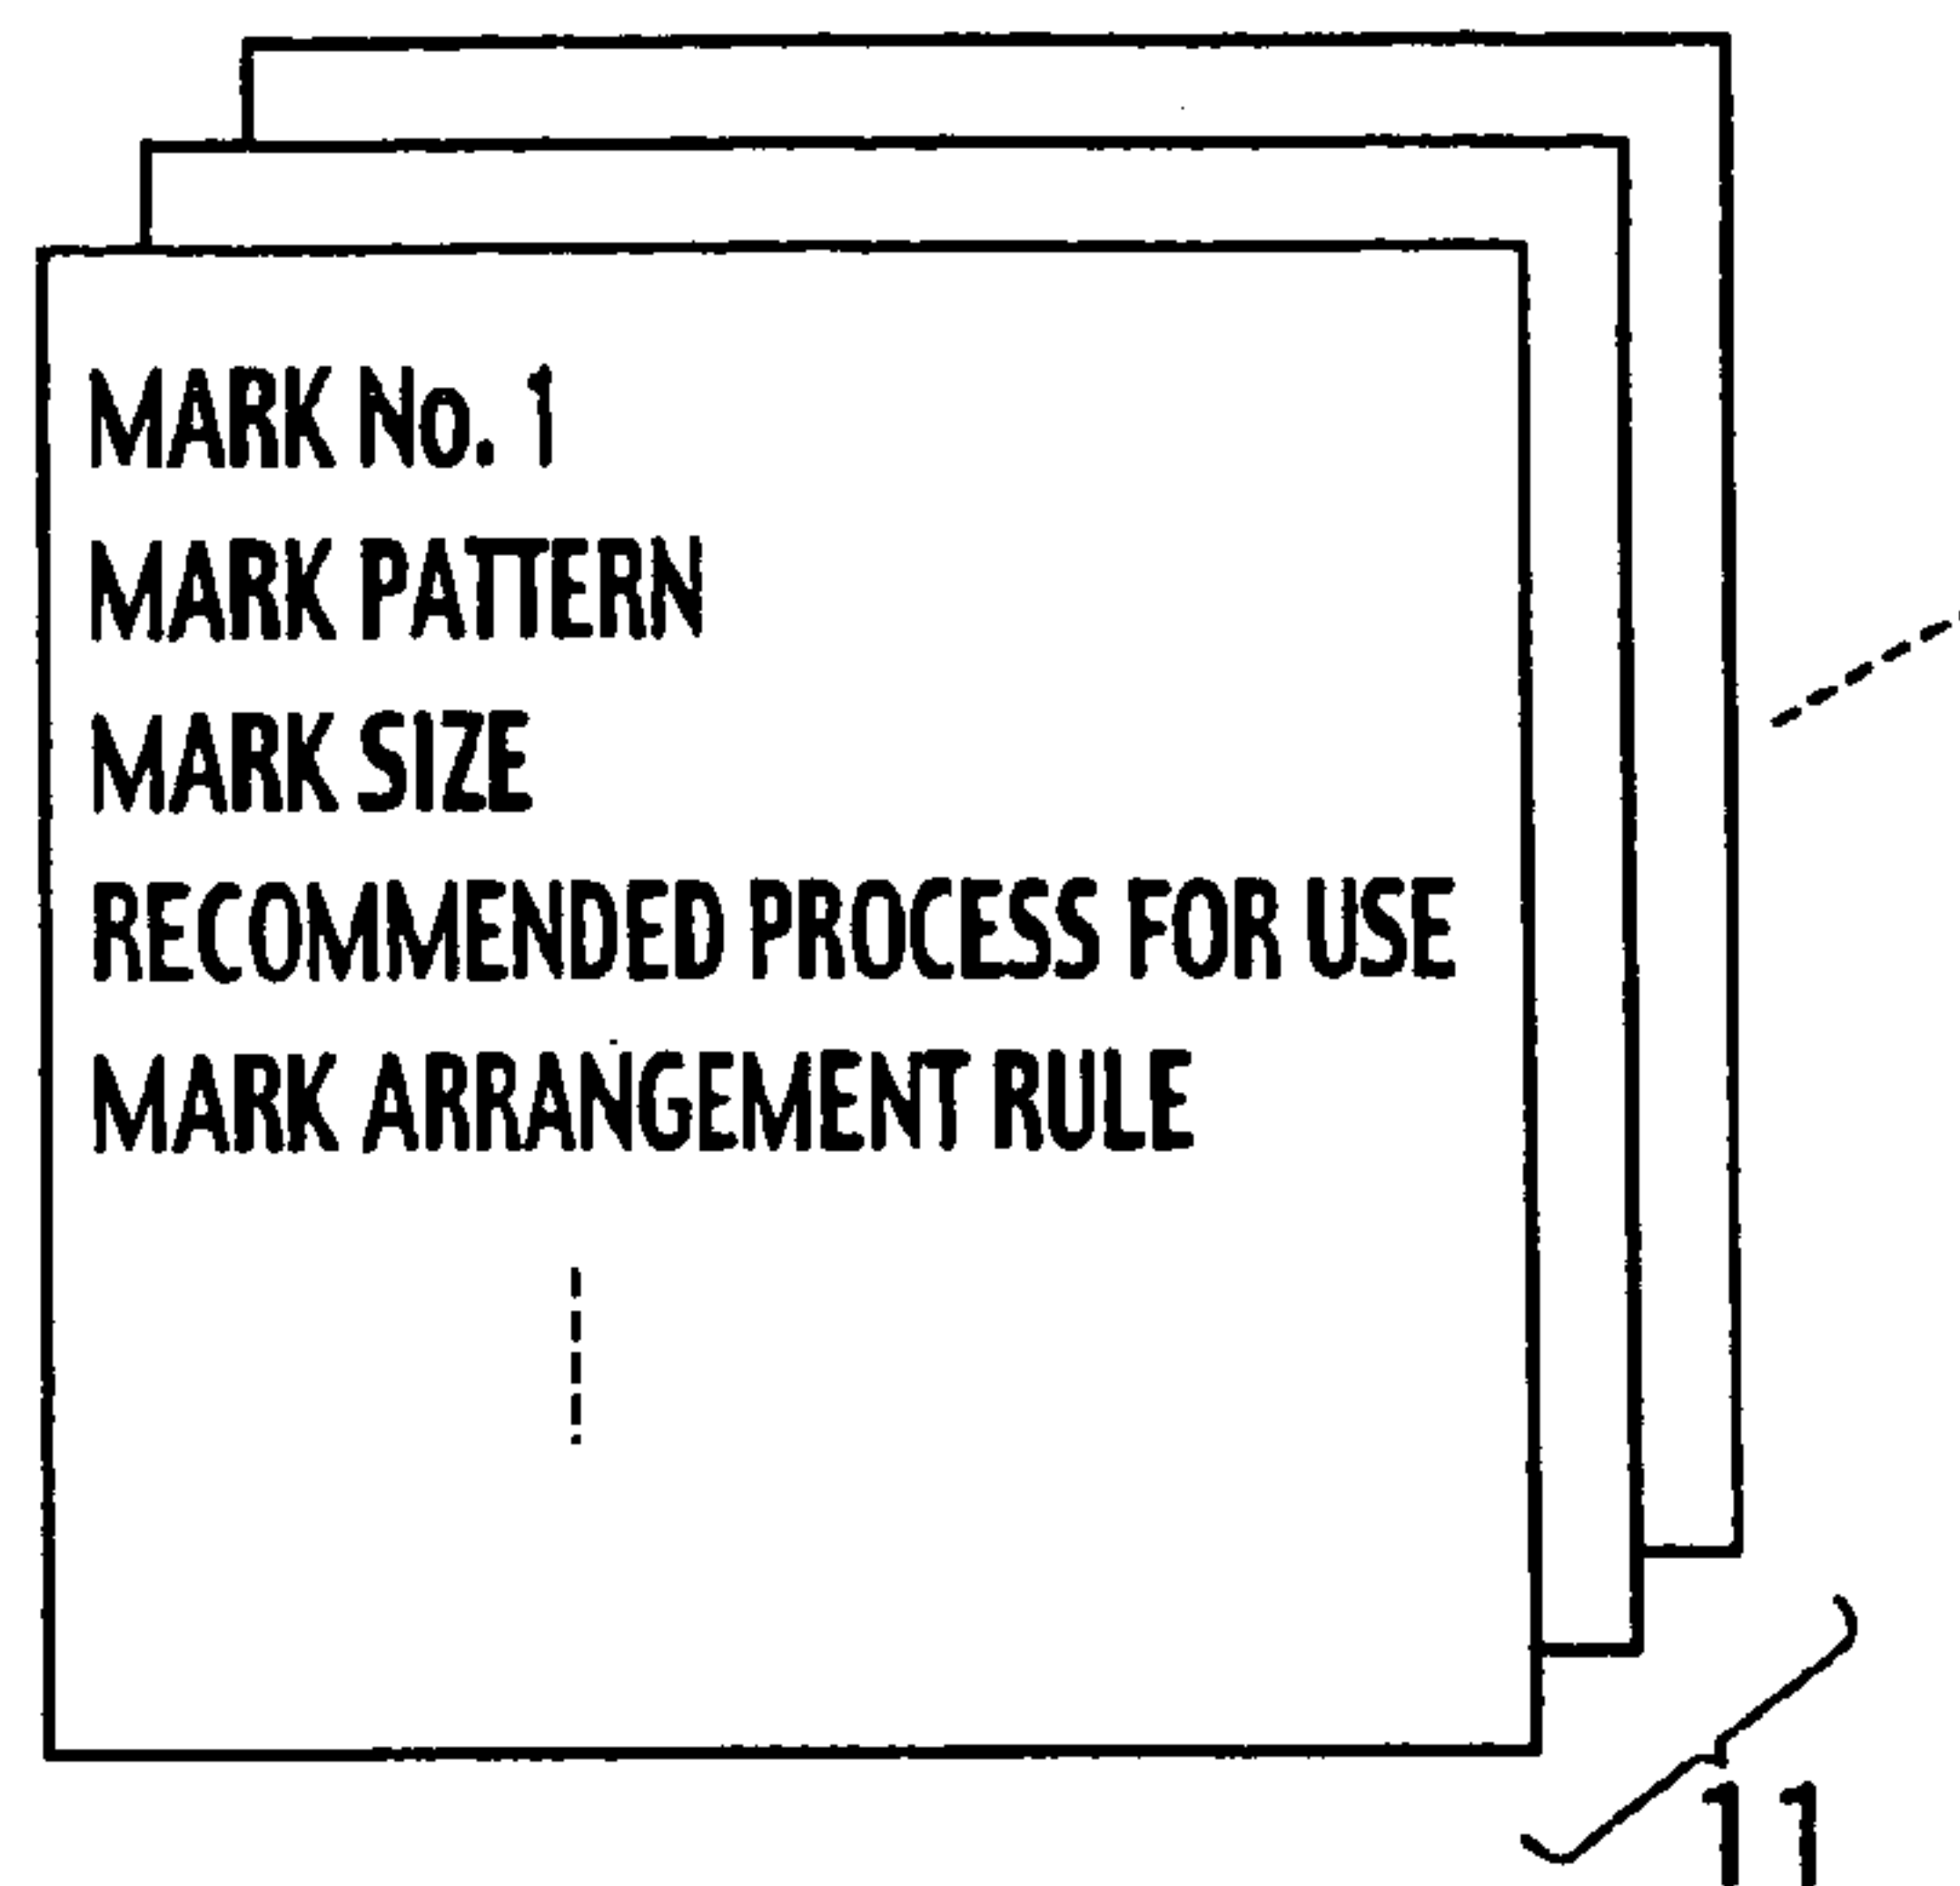 MARK No. 1
MARK PATTERN
MARK SIZE
RECOMMENDED PROCESS FOR USE
MARK ARRANGEMENT RULE
11